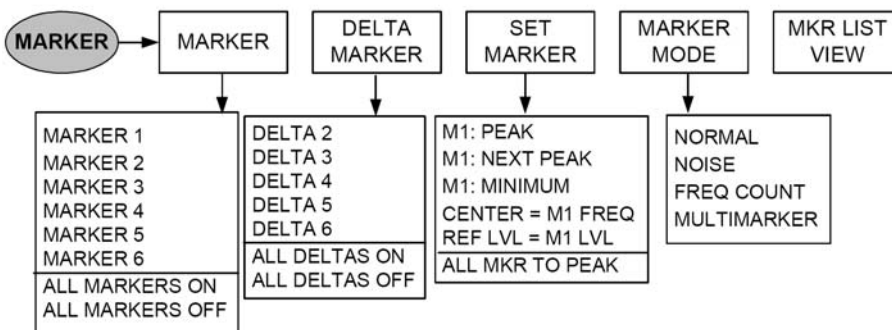 MARKER
MARKER
DELTA
MARKER
SET
MARKER
MARKER
MODE
MKR LIST
VIEW
MARKER 1
MARKER 2
MARKER 3
MARKER 4
MARKER 5
MARKER 6
ALL MARKERS ON
ALL MARKERS OFF
DELTA 2
DELTA 3
DELTA 4
DELTA 5
DELTA 6
ALL DELTAS ON
ALL DELTAS OFF
M1: PEAK
M1: NEXT PEAK
M1: MINIMUM
CENTER = M1 FREQ
REF LVL = M1 LVL
ALL MKR TO PEAK
NORMAL
NOISE
FREQ COUNT
MULTIMARKER